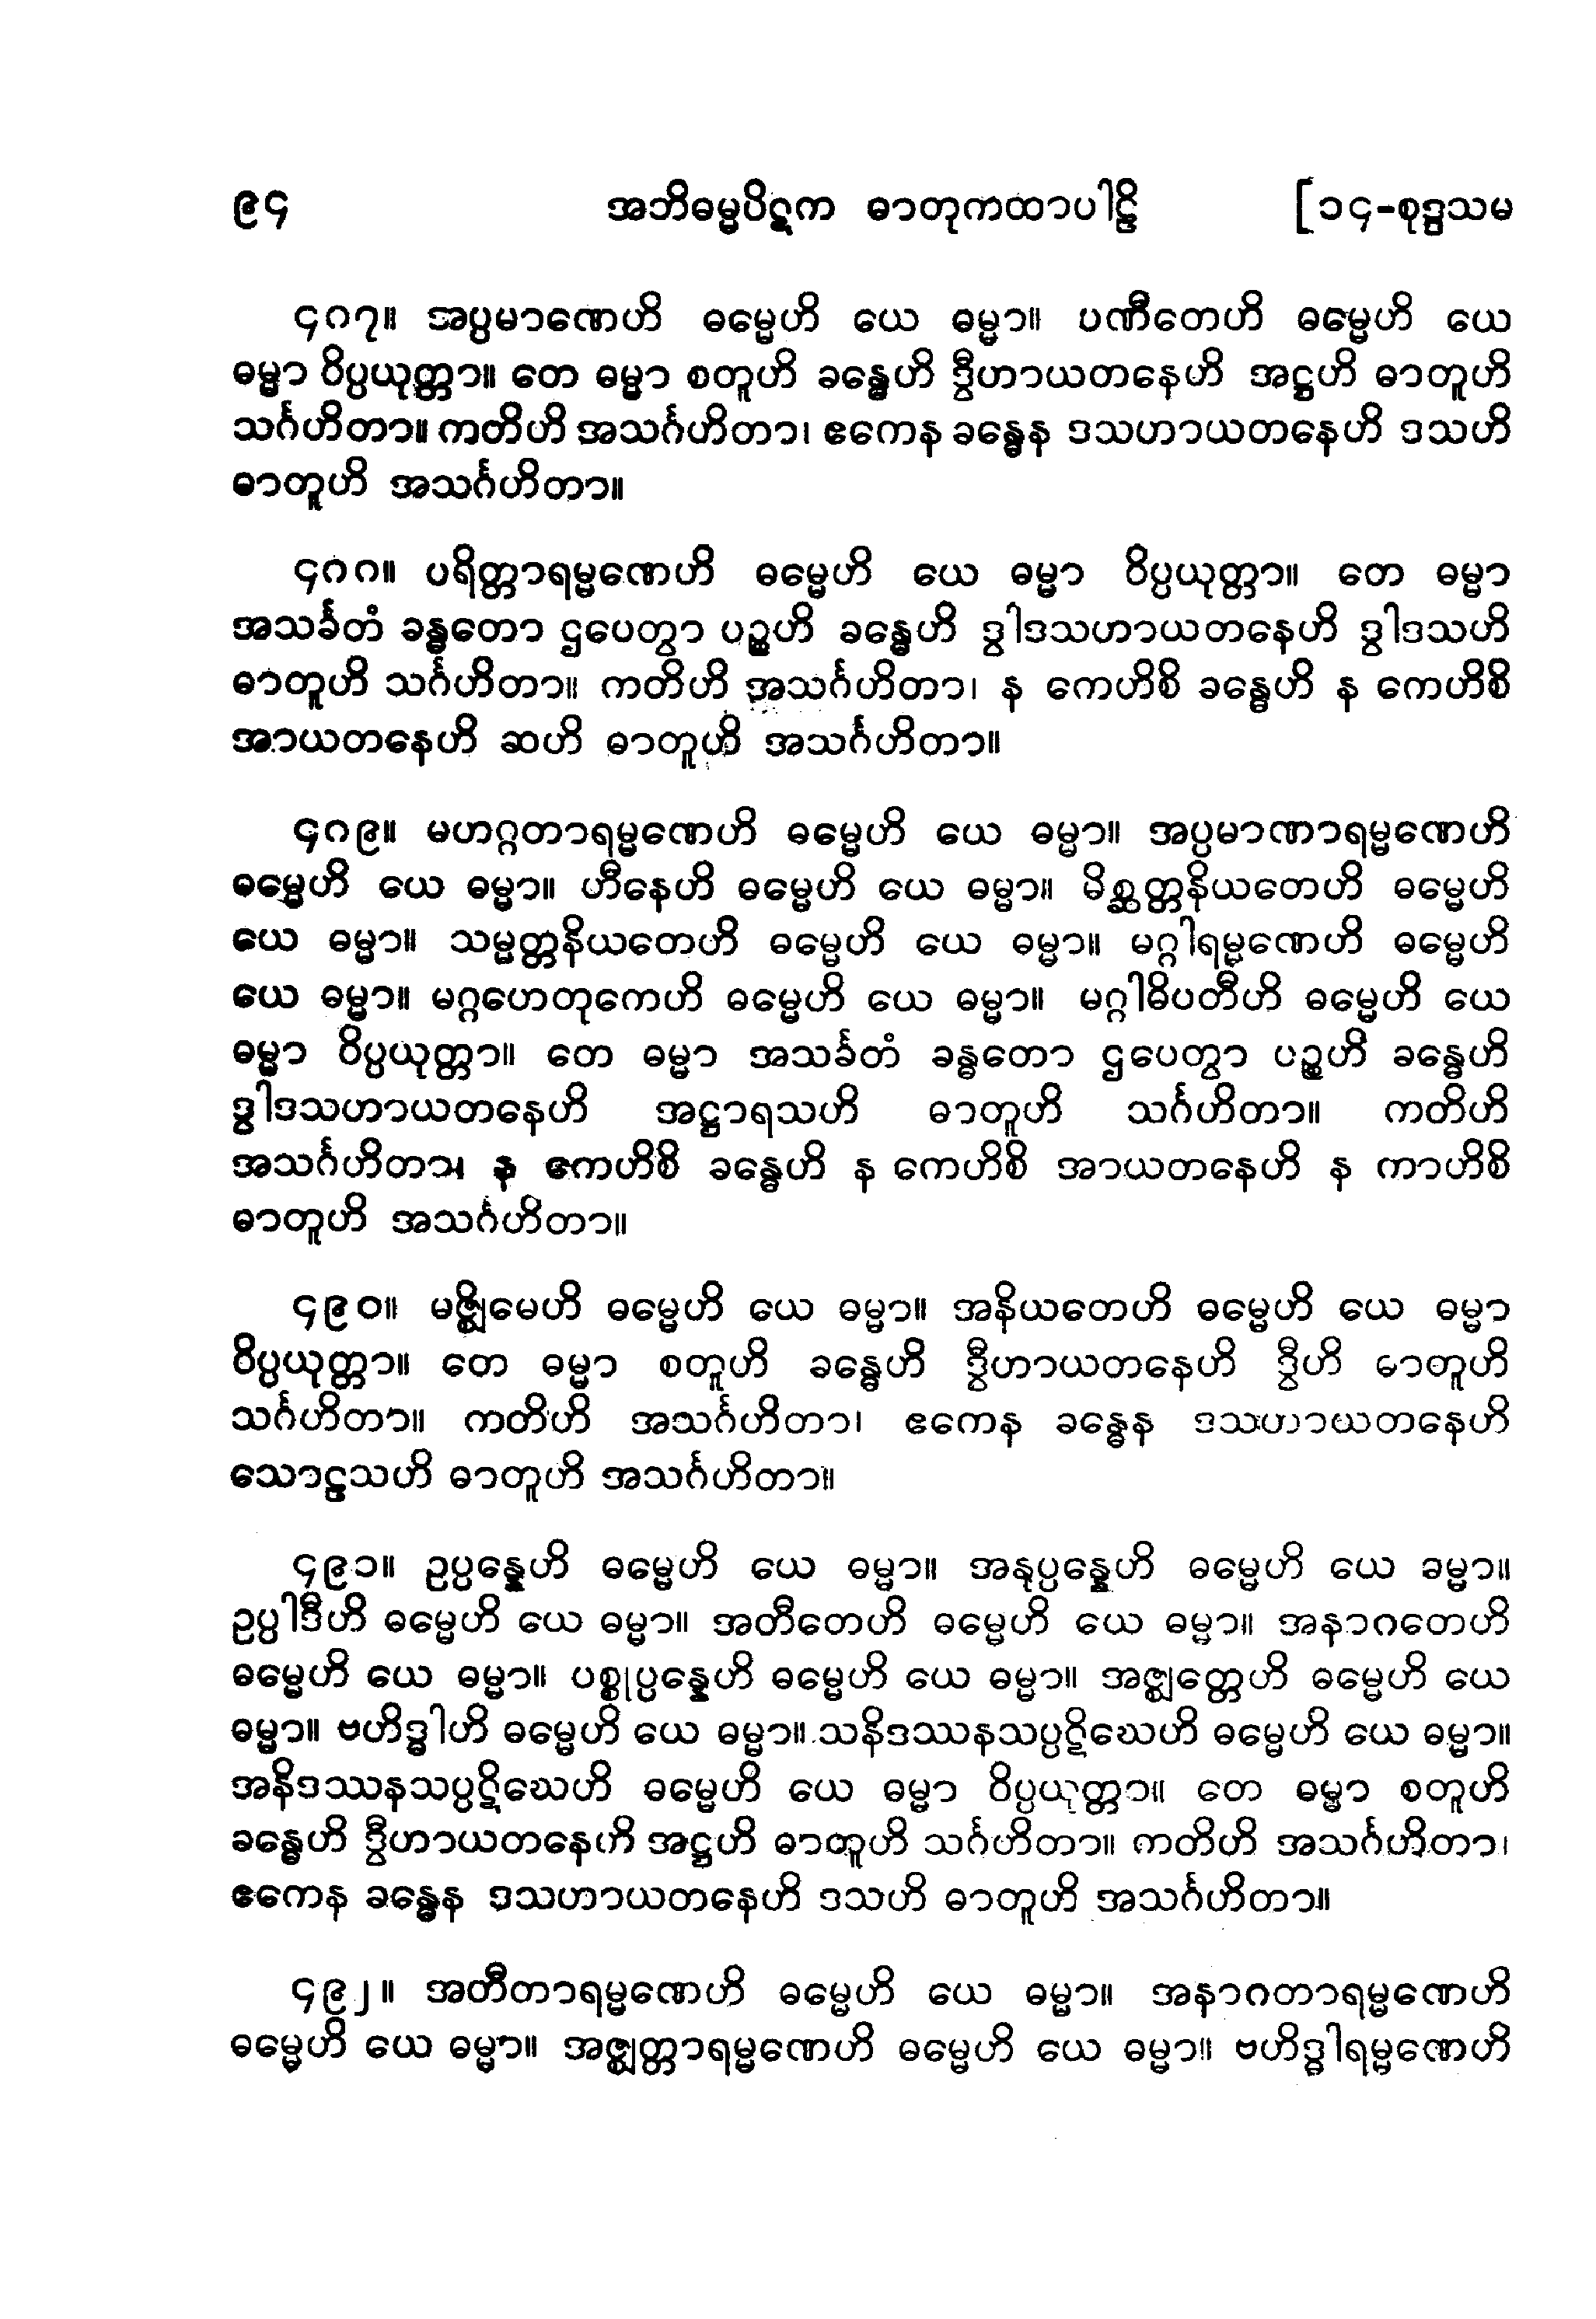 ၉၄ အဘိဓမ္မပိဋက ဓာတုကထာပါဠိ [၁၄-စုဒ္ဒသမ
၄၈၇။ အပ္ပမာဏေဟိ ဓမ္မေဟိ ယေ ဓမ္မာ။ ပဏီတေဟိ ဓမ္မေဟိ ယေ
ဓမ္မာ ဝိပ္ပယုတ္တာ။ တေ ဓမ္မာ စတူဟိ ခန္ဓေဟိ ဒွီဟာယတနေဟိ အဋ္ဌဟိ ဓာတူဟိ
သင်္ဂဟိတာ။ ကတိဟိ အသင်္ဂဟိတာ၊ ဧကေန ခန္ဓေန ဒသဟာယတနေဟိ ဒသဟိ
ဓာတူဟိ အသင်္ဂဟိတာ။
၄၈၈။ ပရိတ္တာရမ္မဏေဟိ ဓမ္မေဟိ ယေ ဓမ္မာ ဝိပ္ပယုတ္တာ။ တေ ဓမ္မာ
အသင်္ခတံ ခန္ဓတော ဌပေတွာ ပဉ္စဟိ ခန္ဓေဟိ ဒွါဒသဟာယတနေဟိ ဒွါဒသဟိ
ဓာတူဟိ သင်္ဂဟိတာ။ ကတိဟိ အသင်္ဂဟိတာ၊ န ကေဟိစိ ခန္ဓေဟိ န ကေဟိစိ
အာယတနေဟိ ဆဟိ ဓာတူဟိ အသင်္ဂဟိတာ။
၄၈၉။ မဟဂ္ဂတာရမ္မဏေဟိ ဓမ္မေဟိ ယေ ဓမ္မာ။ အပ္ပမာဏာရမ္မဏေဟိ
ဓမ္မေဟိ ယေ ဓမ္မာ။ ဟီနေဟိ ဓမ္မေဟိ ယေ ဓမ္မာ။ မိစ္ဆတ္တနိယတေဟိ ဓမ္မေဟိ
ယေ ဓမ္မာ။ သမ္မတ္တနိယတေဟိ ဓမ္မေဟိ ယေ ဓမ္မာ။ မဂ္ဂါရမ္မဏေဟိ ဓမ္မေဟိ
ယေ ဓမ္မာ။ မဂ္ဂဟေတုကေဟိ ဓမ္မေဟိ ယေ ဓမ္မာ။ မဂ္ဂါဓိပတီဟိ ဓမ္မေဟိ ယေ
ဓမ္မာ ဝိပ္ပယုတ္တာ။ တေ ဓမ္မာ အသင်္ခတံ ခန္ဓတော ဌပေတွာ ပဉ္စဟိ ခန္ဓေဟိ
ဒွါဒသဟာယတနေဟိ အဋ္ဌာရသဟိ ဓာတူဟိ သင်္ဂဟိတာ။ ကတိဟိ
အသင်္ဂဟိတာ၊ န ကေဟိစိ ခန္ဓေဟိ န ကေဟိစိ အာယတနေဟိ န ကာဟိစိ
ဓာတူဟိ အသင်္ဂဟိတာ။
၄၉၀။ မဇ္ဈိမေဟိ ဓမ္မေဟိ ယေ ဓမ္မာ။ အနိယတေဟိ ဓမ္မေဟိ ယေ ဓမ္မာ
ဝိပ္ပယုတ္တာ။ တေ ဓမ္မာ စတူဟိ ခန္ဓေဟိ ဒွီဟာယတနေဟိ ဒွီဟိ ဓာတူဟိ
သင်္ဂဟိတာ။ ကတိဟိ အသင်္ဂဟိတာ၊ ဧကေန ခန္ဓေန ဒသဟာယတနေဟိ
သောဠသဟိ ဓာတူဟိ အသင်္ဂဟိတာ။
၄၉၁။ ဥပ္ပန္နေဟိ ဓမ္မေဟိ ယေ ဓမ္မာ။ အနုပ္ပန္နေဟိ ဓမ္မေဟိ ယေ ဓမ္မာ။
ဥပ္ပါဒီဟိ ဓမ္မေဟိ ယေ ဓမ္မာ။ အတီတေဟိ ဓမ္မေဟိ ယေ ဓမ္မာ။ အနာဂတေဟိ
ဓမ္မေဟိ ယေ ဓမ္မာ။ ပစ္စုပ္ပန္နေဟိ ဓမ္မေဟိ ယေ ဓမ္မာ။ အဇ္ဈတ္တေဟိ ဓမ္မေဟိ ယေ
ဓမ္မာ။ ဗဟိဒ္ဓါဟိ ဓမ္မေဟိ ယေ ဓမ္မာ။ သနိဒဿနသပ္ပဋိဃေဟိ ဓမ္မေဟိ ယေ ဓမ္မာ။
အနိဒဿနသပ္ပဋိဃေဟိ ဓမ္မေဟိ ယေ ဓမ္မာ ဝိပ္ပယုတ္တာ။ တေ ဓမ္မာ စတူဟိ
ခန္ဓေဟိ ဒွီဟာယတနေဟိ အဋ္ဌဟိ ဓာတူဟိ သင်္ဂဟိတာ။ ကတိဟိ အသင်္ဂဟိတာ၊
ဧကေန ခန္ဓေန ဒသဟာယတနေဟိ ဒသဟိ ဓာတူဟိ အသင်္ဂဟိတာ။
၄၉၂။ အတီတာရမ္မဏေဟိ ဓမ္မေဟိ ယေ ဓမ္မာ။ အနာဂတာရမ္မဏေဟိ
ဓမ္မေဟိ ယေ ဓမ္မာ။ အဇ္ဈတ္တာရမ္မဏေဟိ ဓမ္မေဟိ ယေ ဓမ္မာ။ ဗဟိဒ္ဓါရမ္မဏေဟိ